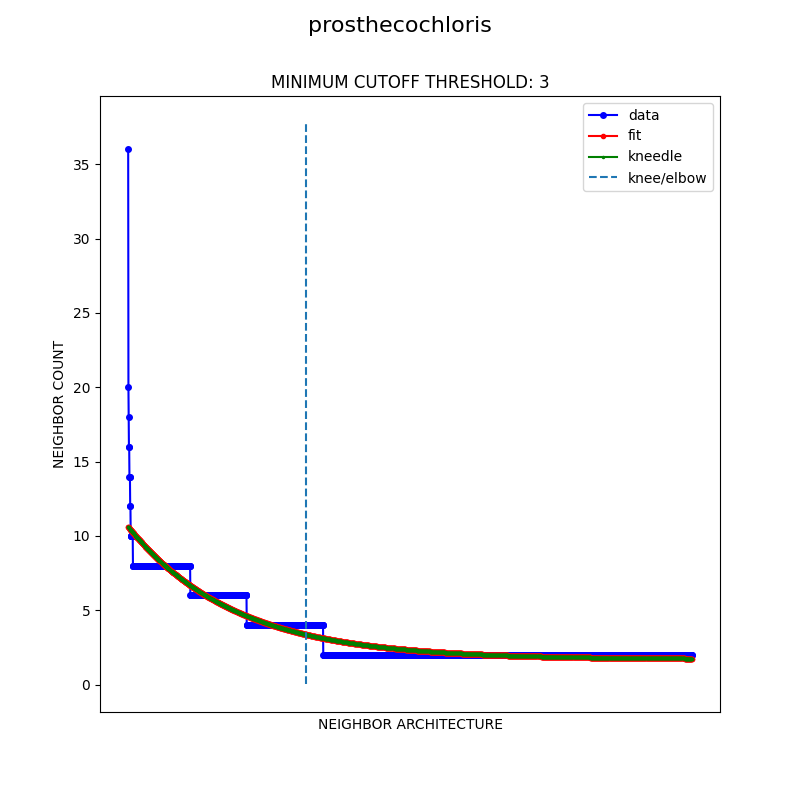 prosthecochloris
MINIMUM CUTOFF THRESHOLD: 3
data
fit
kneedle
knee/elbow
35
30
25
20
15
10
5
0
NEIGHBOR COUNT
NEIGHBOR ARCHITECTURE